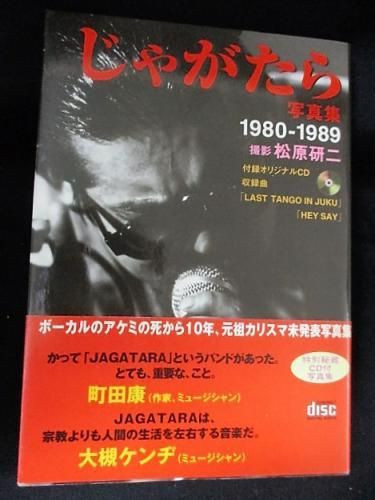 じゃがたら
写真集
1980-1989
撮影 松原研二
付録オリジナルCD
収録曲
「LAST TANGO IN JUKU」
「HEY SAY」
ボーカルのアケミの死から10年、元祖カリスマ未発表写真集
かつて「JAGATARA」というバンドがあった。
とても、重要な、こと。
町田康(作家、ミュージシャン)
特別秘蔵
CD付
写真集
JAGATARAは、
宗教よりも人間の生活を左右する音楽だ。
大槻ケンヂ(ミュージシャン)
disc